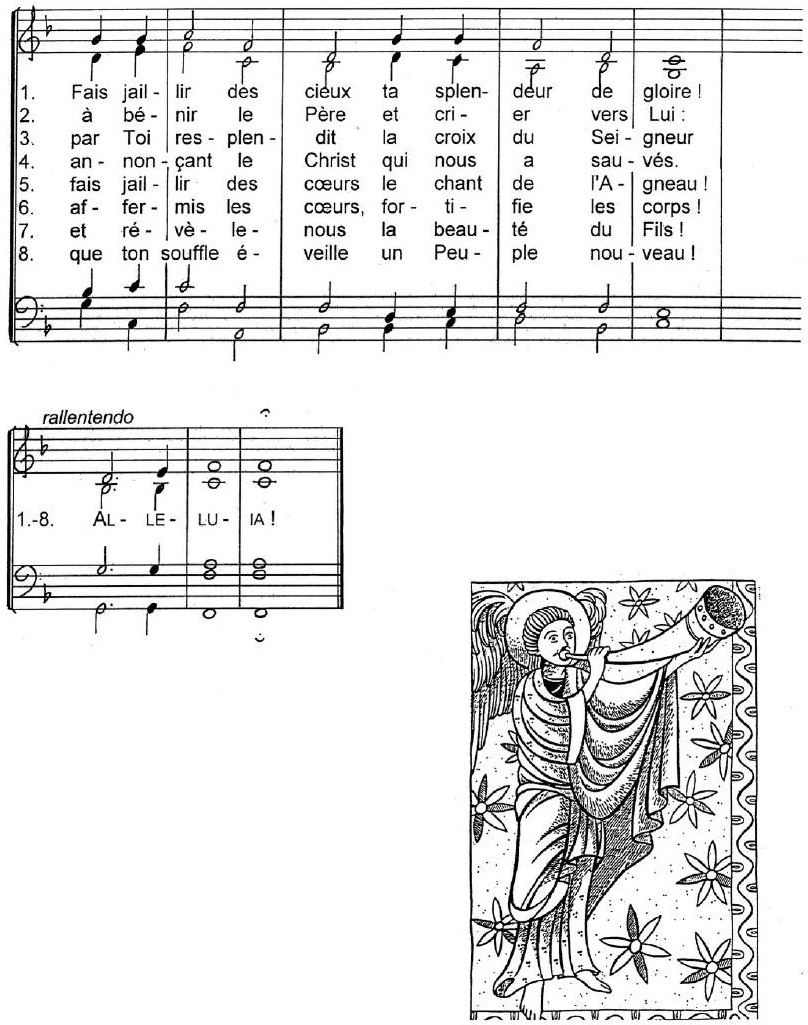 1. Fais jail - lir des cieux ta splen- deur de gloire !
2. à bé - nir le Père et cri - er vers Lui :
3. par Toi res - plen - dit la croix du Sei - gneur
4. an - non - çant le Christ qui nous a sau - vés.
5. fais jail - lir des cœurs le chant de l'A - gneau !
6. af - fer - mis les cœurs, for - ti - fie les corps !
7. et ré - vè - le - nous la beau - té du Fils !
8. que ton souffle é - veille un Peu - ple nou - veau !
rallentendo
1.-8. AL - LE - LU - IA !